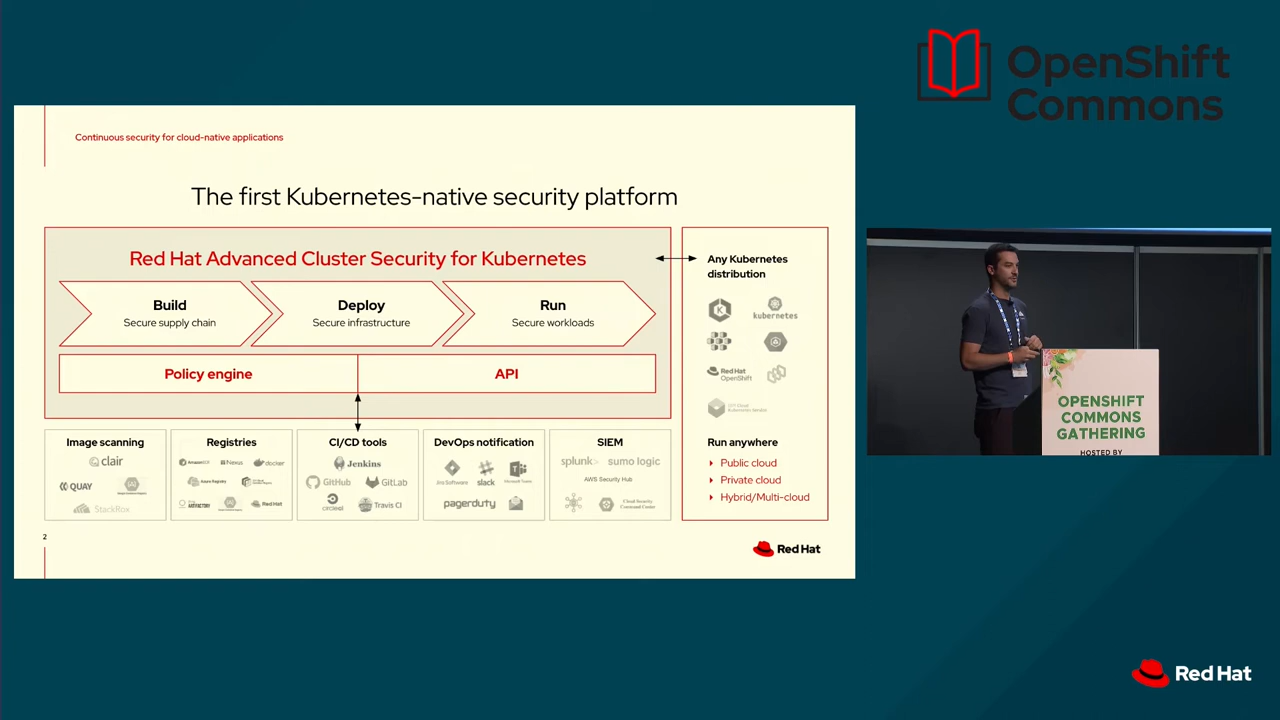 OpenShift
Commons
Continuous security for cloud-native applications
The first Kubernetes-native security platform
Red Hat Advanced Cluster Security for Kubernetes
Build
Secure supply chain
Deploy
Secure infrastructure
Run
Secure workloads
Policy engine
API
Any Kubernetes
distribution
kubernetes
Red Hat
OpenShift
Run anywhere
Public cloud
Private cloud
Hybrid/Multi-cloud
Image scanning
clair
QUAY
StackRox
Registries
Amazon ECR
Nexus
docker
Azure Registry
ARTIFACTORY
Red Hat
CI/CD tools
Jenkins
GitHub
GitLab
circleci
Travis CI
DevOps notification
Jira Software
slack
Microsoft Teams
pagerduty
SIEM
splunk>
sumo logic
AWS Security Hub
Cloud Security
Command Center
2
Red Hat
OPENSHIFT
COMMONS
GATHERING
HOSTED BY
Red Hat